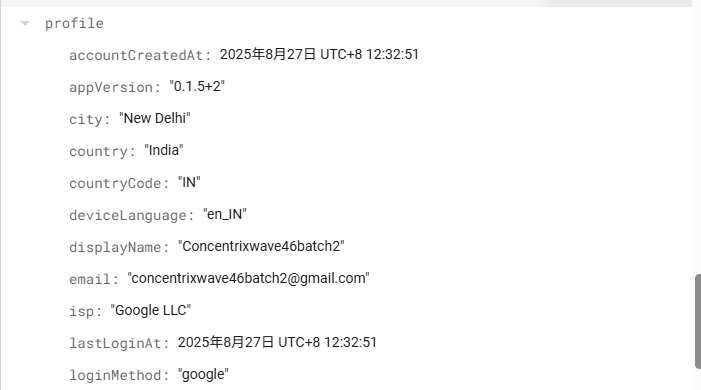 profile
accountCreatedAt: 2025年8月27日 UTC+8 12:32:51
appVersion: "0.1.5+2"
city: "New Delhi"
country: "India"
countryCode: "IN"
deviceLanguage: "en_IN"
displayName: "Concentrixwave46batch2"
email: "concentrixwave46batch2@gmail.com"
isp: "Google LLC"
lastLoginAt: 2025年8月27日 UTC+8 12:32:51
loginMethod: "google"